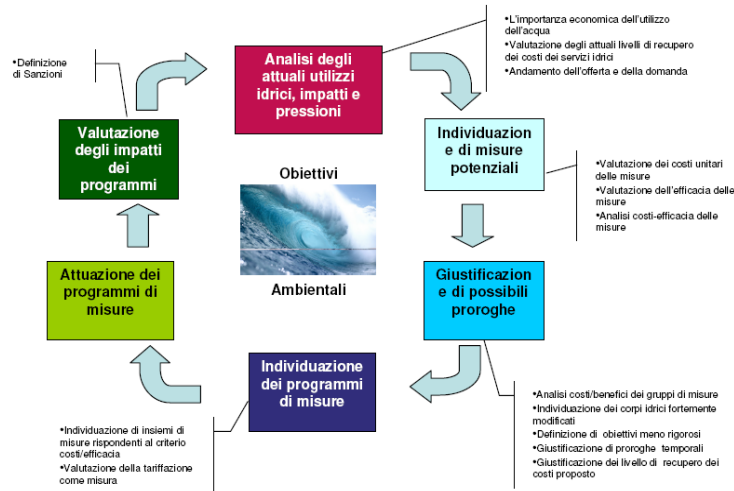 •Definizione
di Sanzioni
Analisi degli
attuali utilizzi
idrici, impatti e
pressioni
•L'importanza economica dell'utilizzo
dell'acqua
•Valutazione degli attuali livelli di recupero
dei costi dei servizi idrici
•Andamento dell'offerta e della domanda
Valutazione
degli impatti
dei
programmi
Individuazion
e di misure
potenziali
•Valutazione dei costi unitari
delle misure
•Valutazione dell'efficacia delle
misure
•Analisi costi-efficacia delle
misure
Obiettivi
Ambientali
Attuazione dei
programmi di
misure
Giustificazion
e di possibili
proroghe
Individuazione
dei programmi
di misure
•Analisi costi/benefici dei gruppi di misure
•Individuazione dei corpi idrici fortemente
modificati
•Definizione di obiettivi meno rigorosi
•Giustificazione di proroghe temporali
•Giustificazione dei livello di recupero dei
costi proposto
•Individuazione di insiemi di
misure rispondenti al criterio
costi/efficacia
•Valutazione della tariffazione
come misura